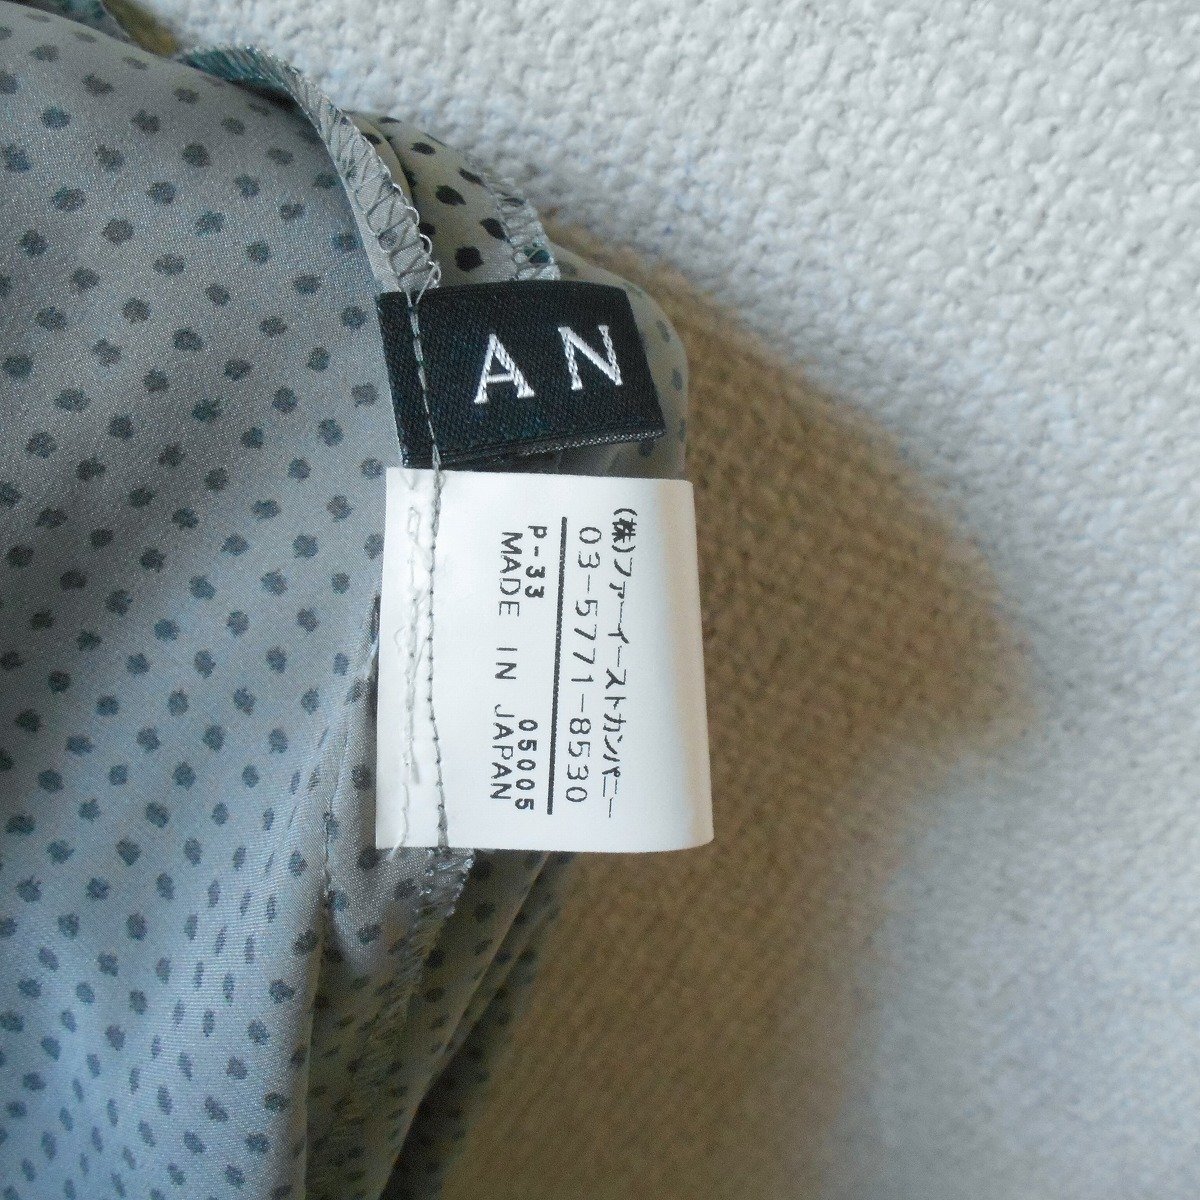 AN
(株)ファーイーストカンパニー
03-5771-8530
P-33 05005
MADE IN JAPAN